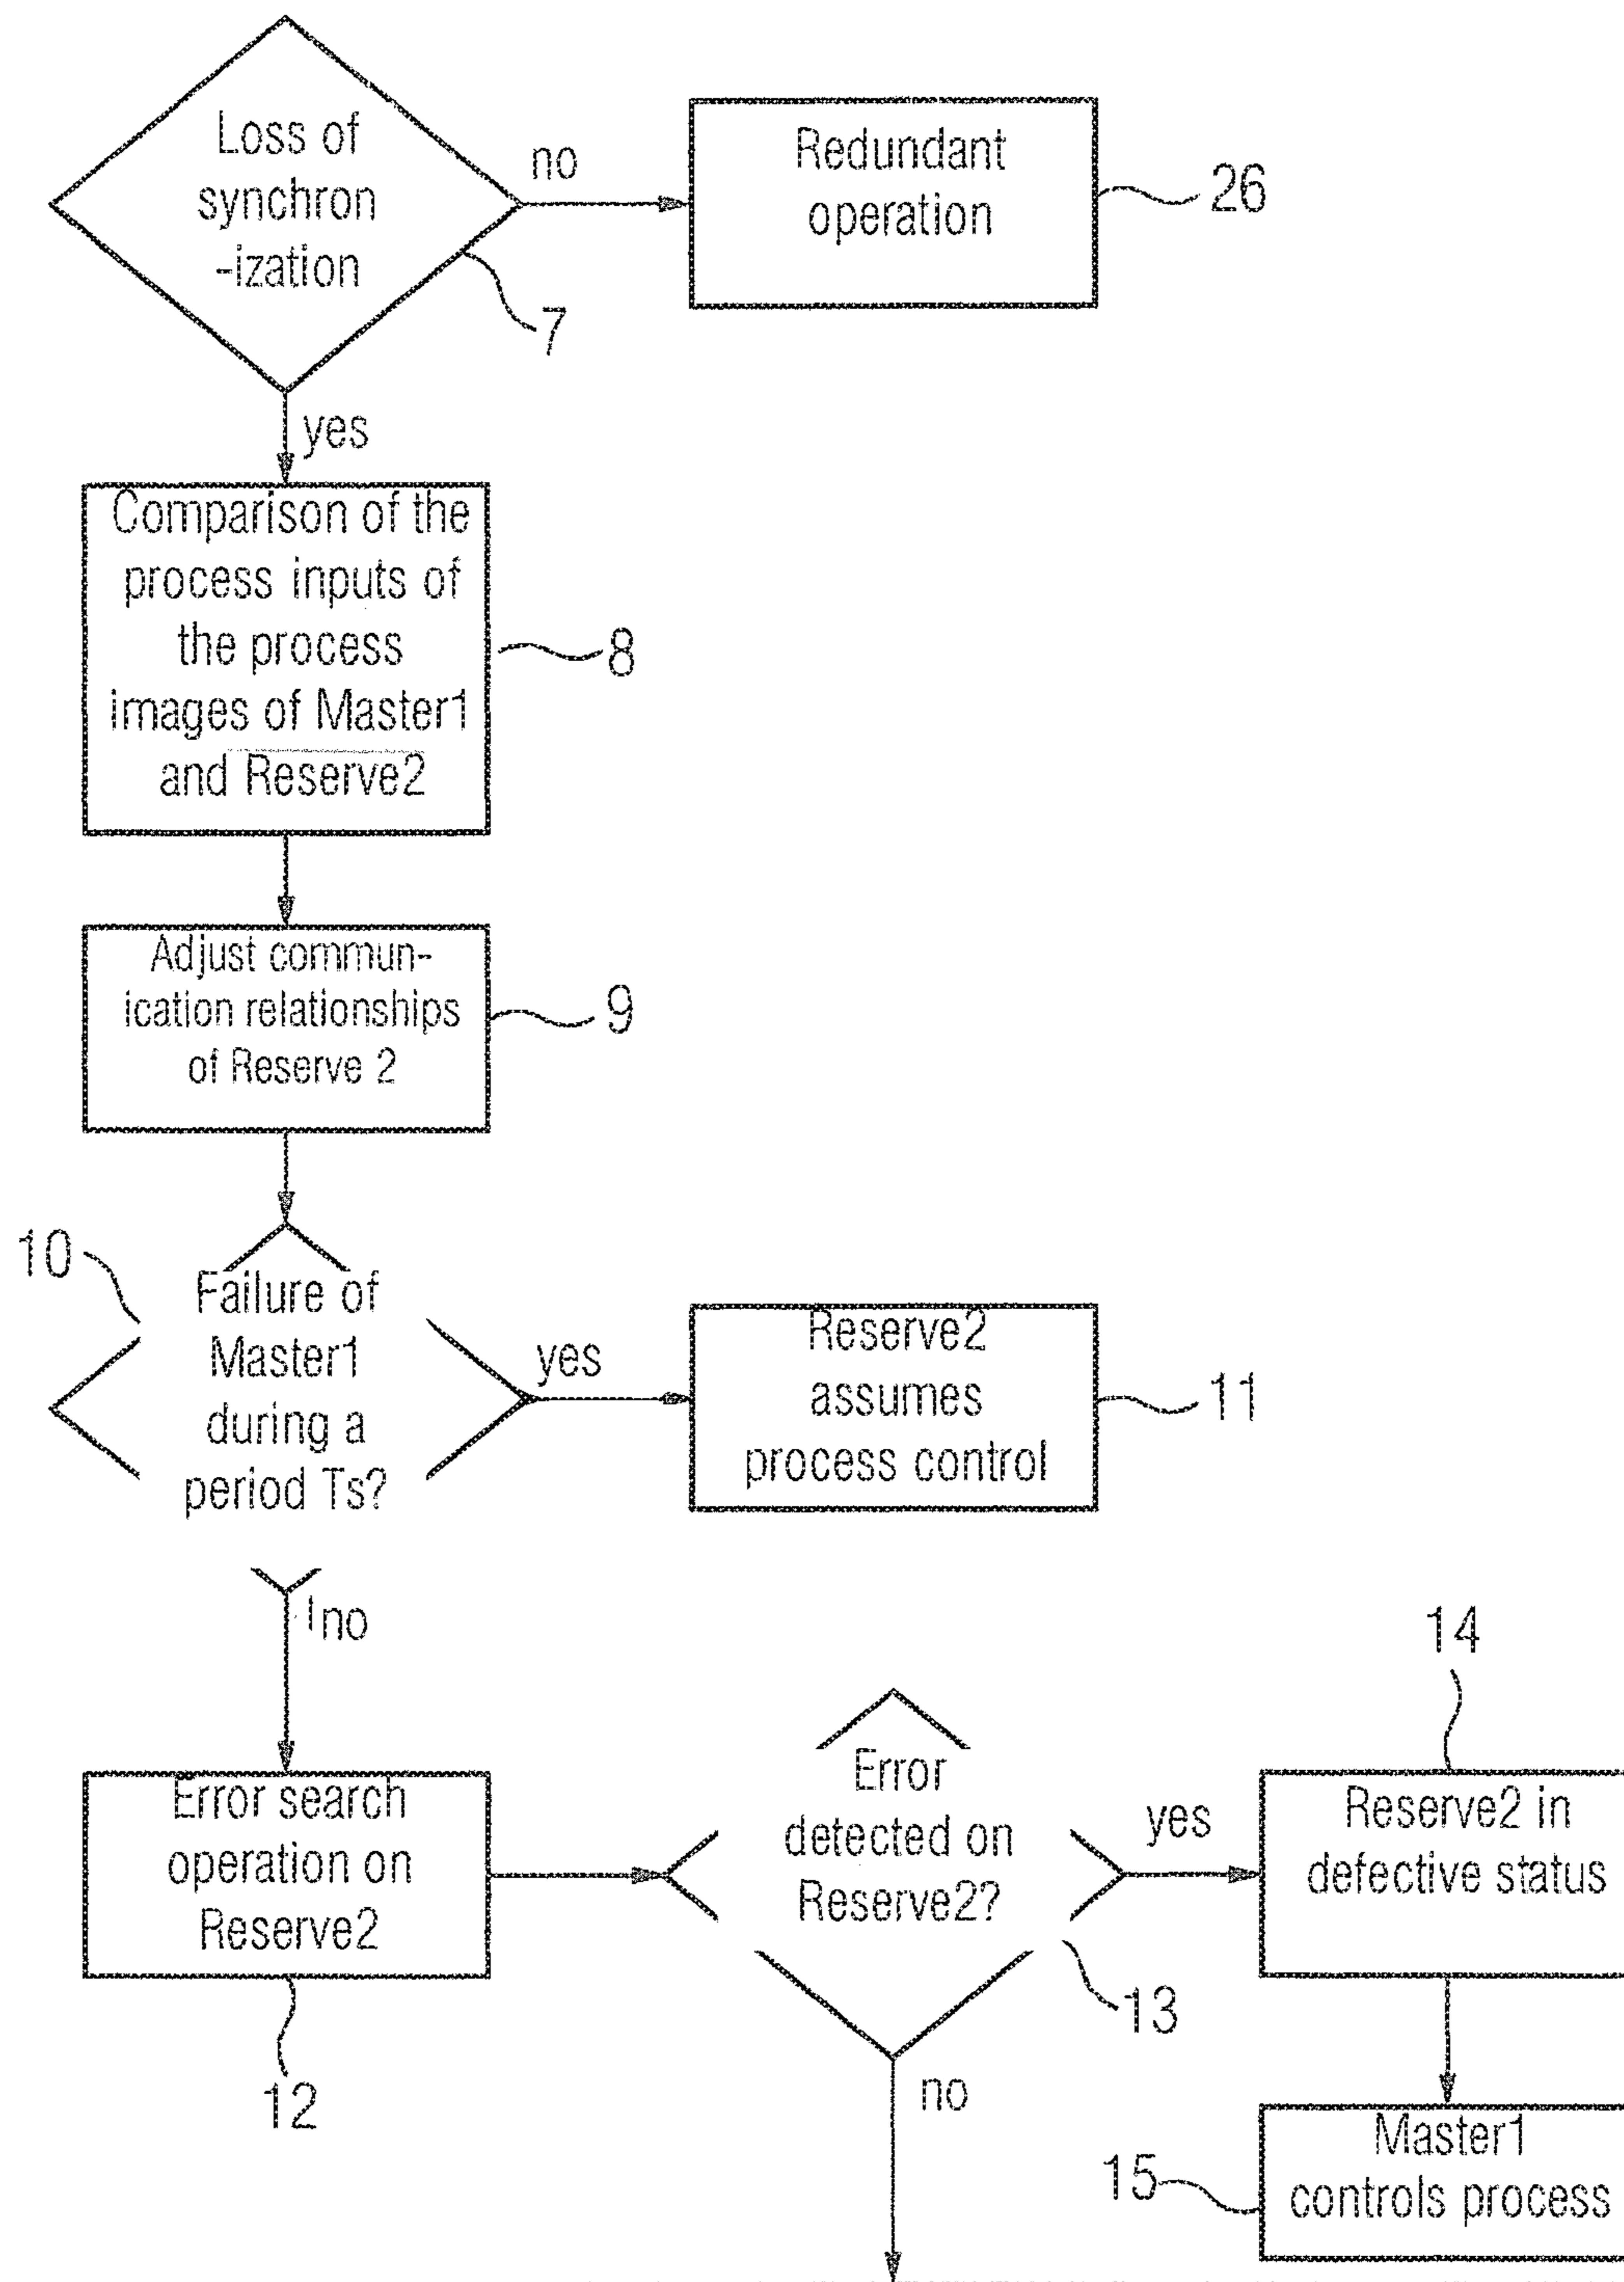 Loss of
synchron
-ization
no
Redundant
operation
26
7
yes
Comparison of the
process inputs of
the process
images of Master1
and Reserve2
8
Adjust commun-
ication relationships
of Reserve 2
9
10
Failure of
Master1
during a
period Ts?
yes
Reserve2
assumes
process control
11
no
Error search
operation on
Reserve2
12
Error
detected on
Reserve2?
13
yes
14
Reserve2 in
defective status
no
15
Master1
controls process